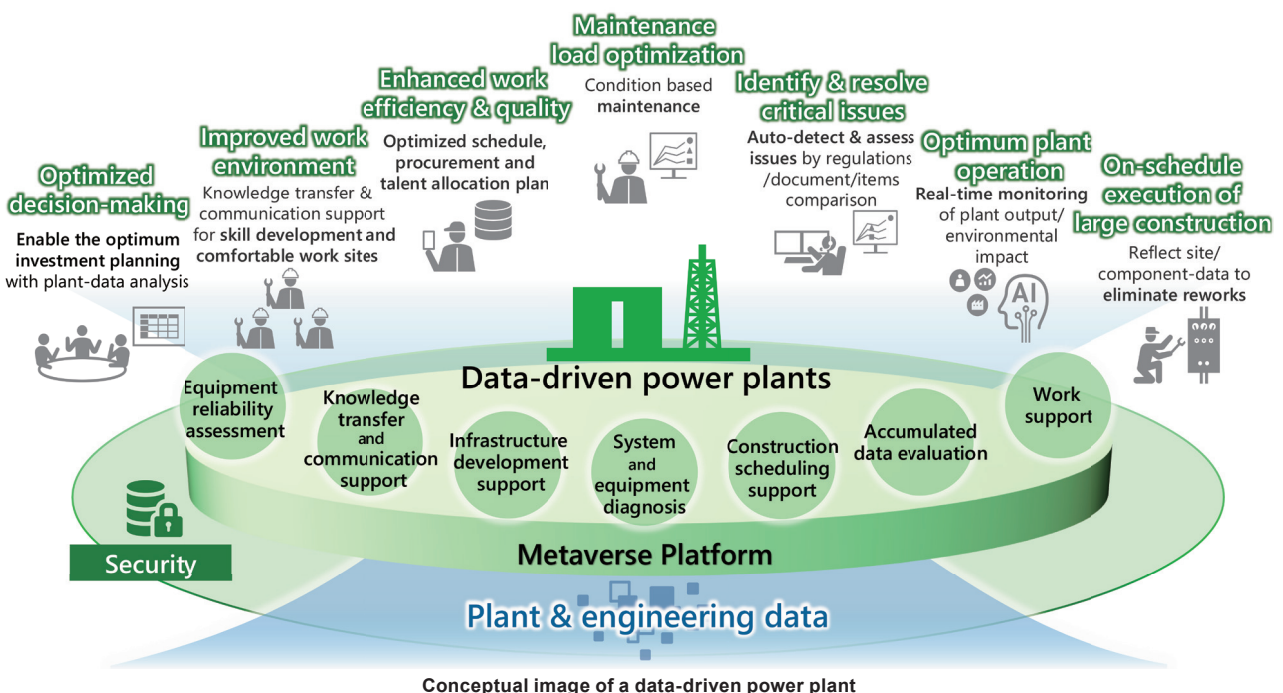 Maintenance
load optimization
Condition based
maintenance
Enhanced work
efficiency & quality
Optimized schedule,
procurement and
talent allocation plan
Identify & resolve
critical issues
Auto-detect & assess
issues by regulations
/document/items
comparison
Improved work
environment
Knowledge transfer &
communication support
for skill development and
comfortable work sites
Optimum plant
operation
Real-time monitoring
of plant output/
environmental
impact
AI
Optimized
decision-making
Enable the optimum
investment planning
with plant-data analysis
On-schedule
execution of
large construction
Reflect site/
component-data to
eliminate reworks
Data-driven power plants
Equipment
reliability
assessment
Knowledge
transfer
and
communication
support
Infrastructure
development
support
System
and
equipment
diagnosis
Construction
scheduling
support
Accumulated
data evaluation
Work
support
Security
Metaverse Platform
Plant & engineering data
Conceptual image of a data-driven power plant